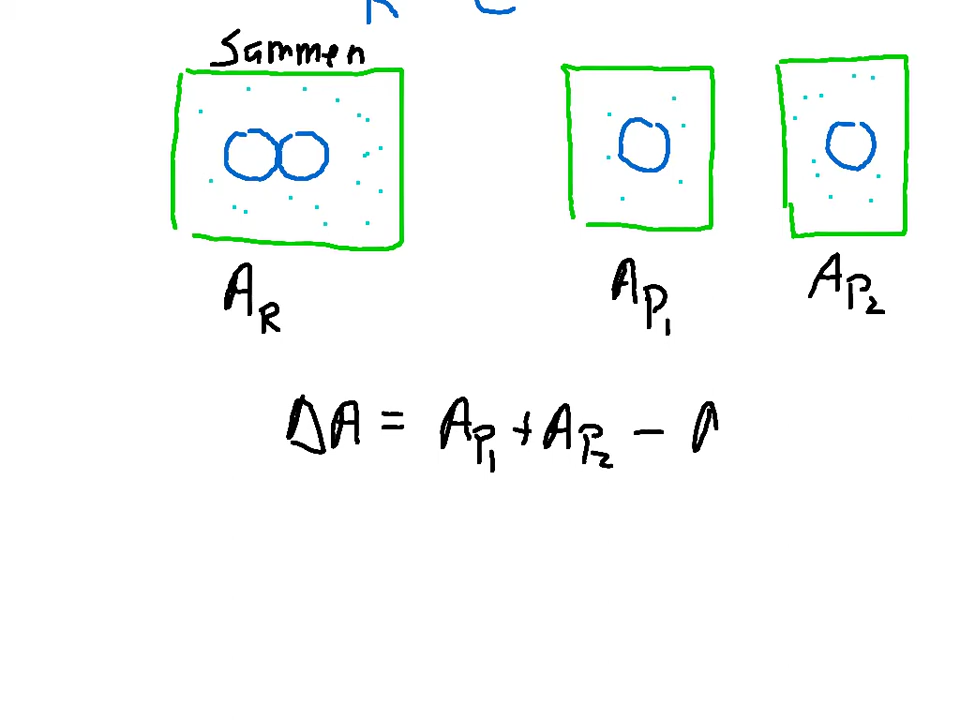 Sammen
A_R A_P₁ A_P₂
ΔA = A_P₁ + A_P₂ −